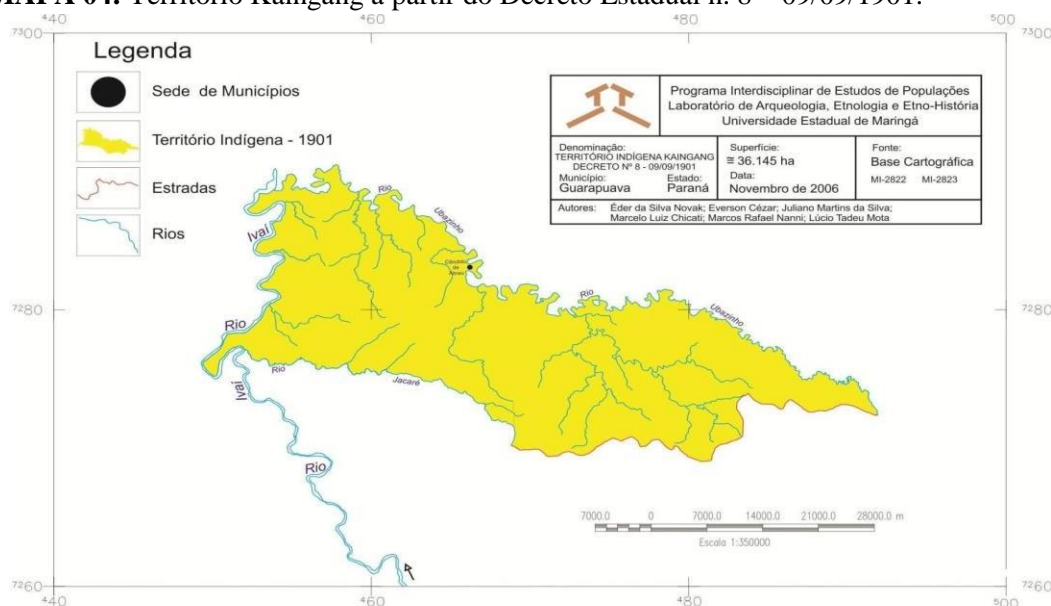 MAPA 04: Território Kaingang a partir do Decreto Estadual n. 8 – 09/09/1901.
440
460
480
500
7300
7300
Legenda
Sede de Municípios
Território Indígena - 1901
Estradas
Rios
Programa Interdisciplinar de Estudos de Populações
Laboratório de Arqueologia, Etnologia e Etno-História
Universidade Estadual de Maringá
Denominação:
TERRITÓRIO INDÍGENA KAINGANG
DECRETO Nº 8 - 09/09/1901
Município:
Guarapuava
Estado:
Paraná
Superfície:
≅ 36.145 ha
Data:
Novembro de 2006
Fonte:
Base Cartográfica
MI-2822 MI-2823
Autores: Éder da Silva Novak; Everson Cézar; Juliano Martins da Silva;
Marcelo Luiz Chicati; Marcos Rafael Nanni; Lúcio Tadeu Mota
Rio
Ubazinho
Ivaí
Cândido
de
Abreu
Rio
Ubazinho
7280
7280
Rio
Ivaí
Rio
Jacaré
Rio
7000.0 0 7000.0 14000.0 21000.0 28000.0 m
Escala 1:350000
7260
7260
440
460
480
500